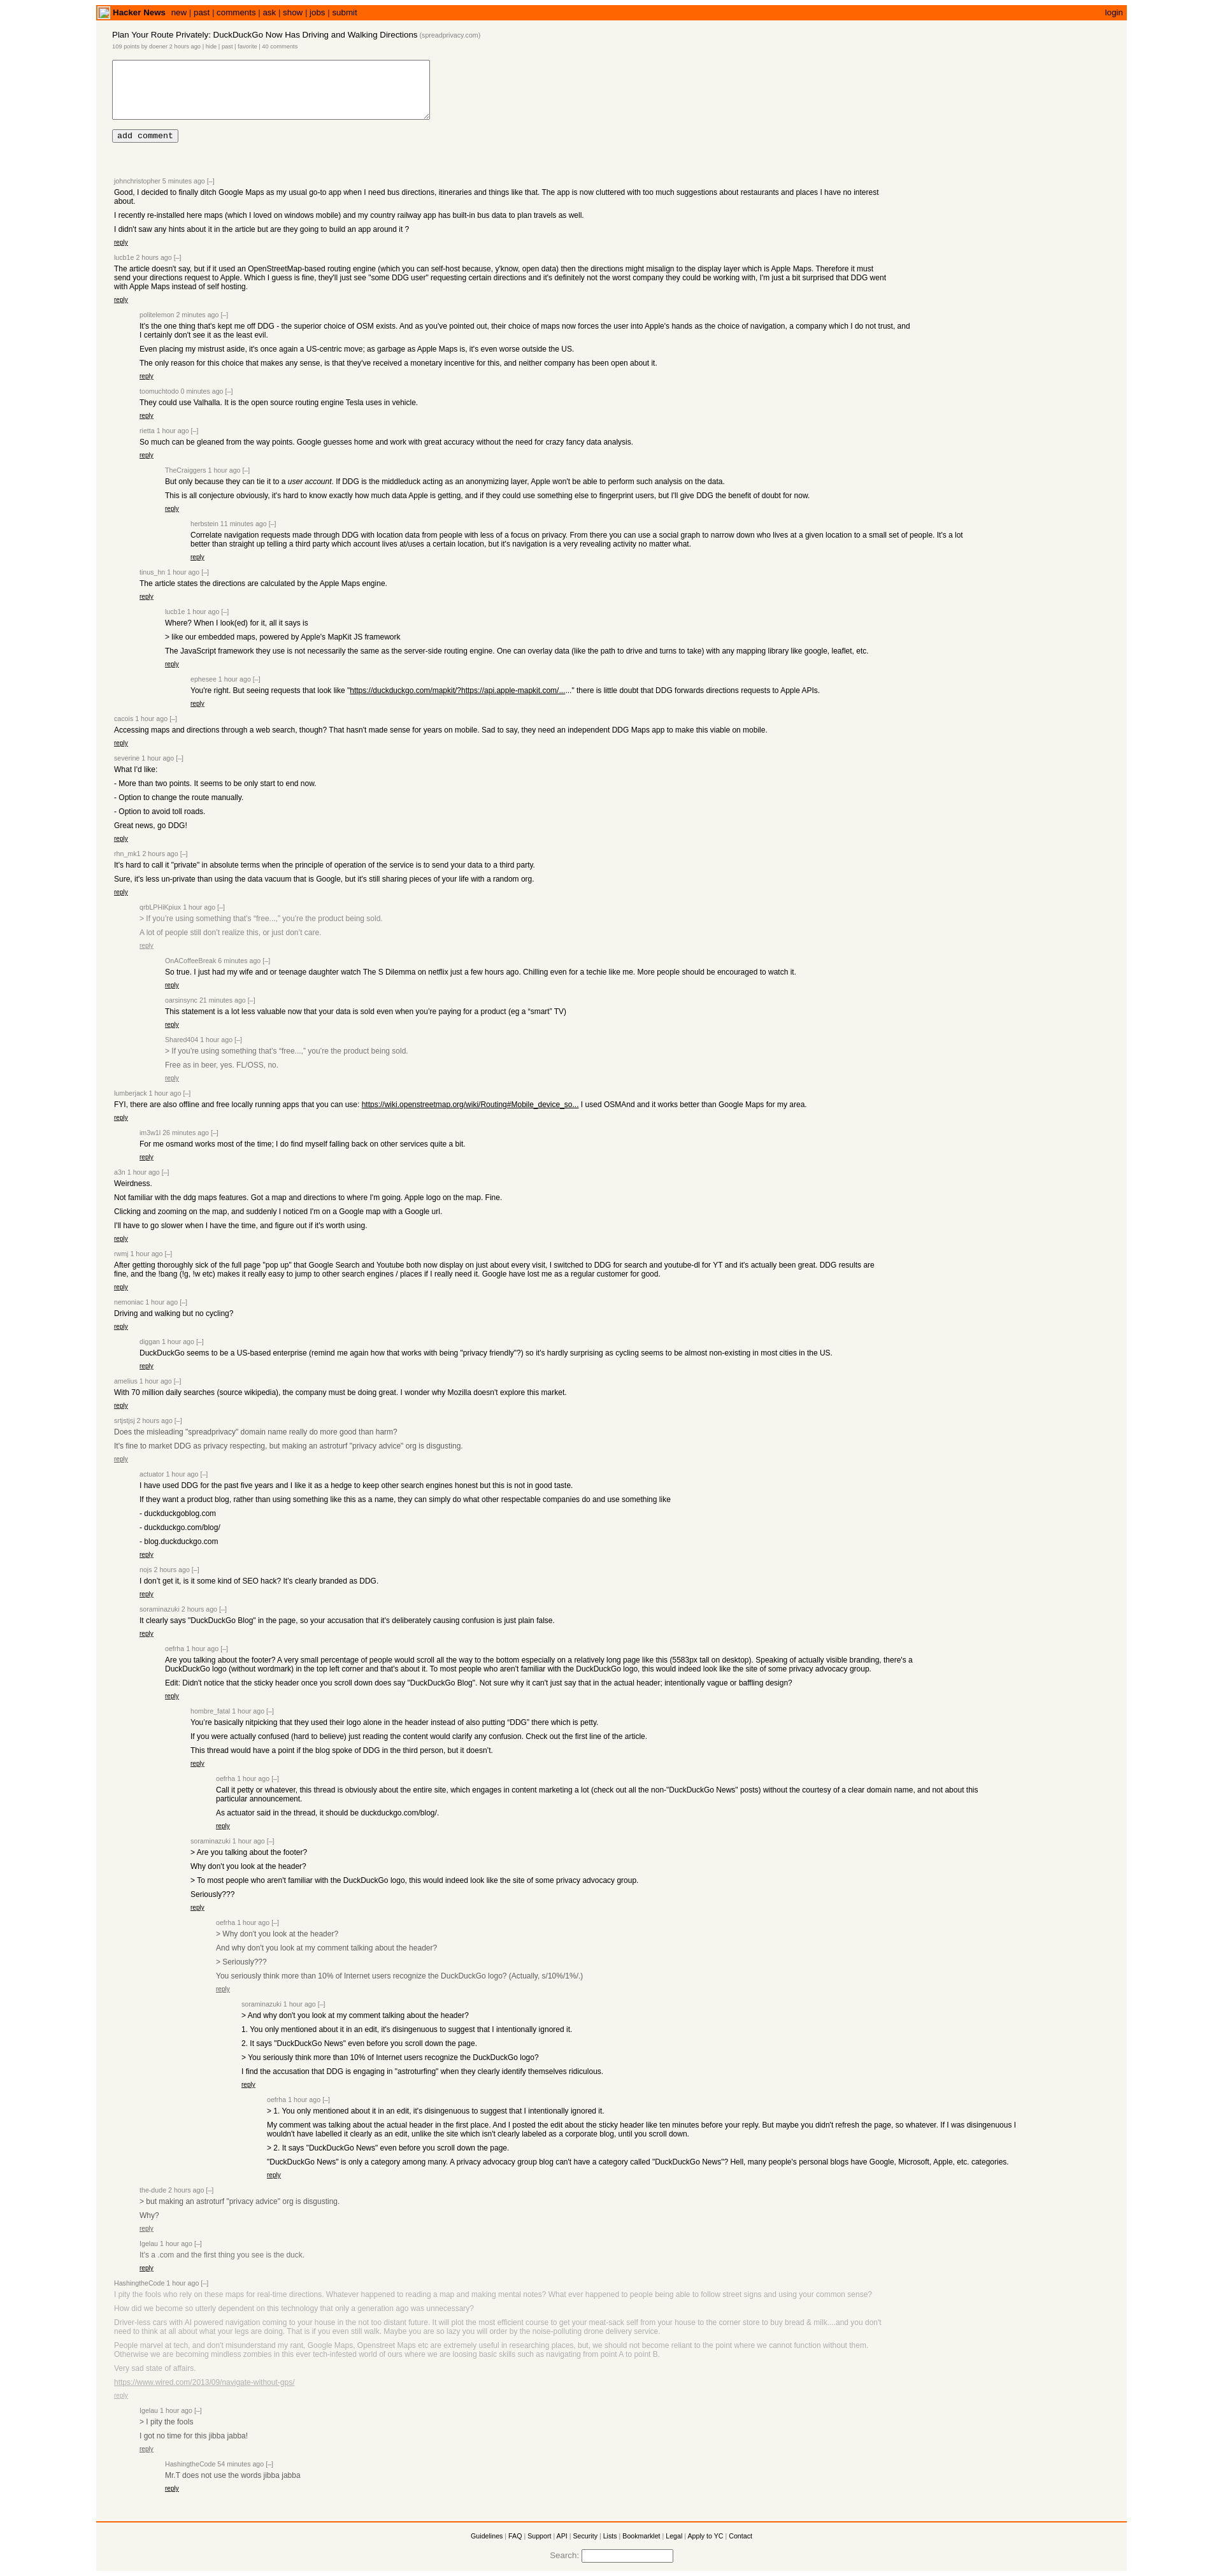 Hacker News new | past | comments | ask | show | jobs | submit login
Plan Your Route Privately: DuckDuckGo Now Has Driving and Walking Directions (spreadprivacy.com)
109 points by doener 2 hours ago | hide | past | favorite | 40 comments
add comment
johnchristopher 5 minutes ago [–]
Good, I decided to finally ditch Google Maps as my usual go-to app when I need bus directions, itineraries and things like that. The app is now cluttered with too much suggestions about restaurants and places I have no interest
about.
I recently re-installed here maps (which I loved on windows mobile) and my country railway app has built-in bus data to plan travels as well.
I didn't saw any hints about it in the article but are they going to build an app around it ?
reply
lucb1e 2 hours ago [–]
The article doesn't say, but if it used an OpenStreetMap-based routing engine (which you can self-host because, y'know, open data) then the directions might misalign to the display layer which is Apple Maps. Therefore it must
send your directions request to Apple. Which I guess is fine, they'll just see "some DDG user" requesting certain directions and it's definitely not the worst company they could be working with, I'm just a bit surprised that DDG went
with Apple Maps instead of self hosting.
reply
politelemon 2 minutes ago [–]
It's the one thing that's kept me off DDG - the superior choice of OSM exists. And as you've pointed out, their choice of maps now forces the user into Apple's hands as the choice of navigation, a company which I do not trust, and
I certainly don't see it as the least evil.
Even placing my mistrust aside, it's once again a US-centric move; as garbage as Apple Maps is, it's even worse outside the US.
The only reason for this choice that makes any sense, is that they've received a monetary incentive for this, and neither company has been open about it.
reply
toomuchtodo 0 minutes ago [–]
They could use Valhalla. It is the open source routing engine Tesla uses in vehicle.
reply
rietta 1 hour ago [–]
So much can be gleaned from the way points. Google guesses home and work with great accuracy without the need for crazy fancy data analysis.
reply
TheCraiggers 1 hour ago [–]
But only because they can tie it to a user account. If DDG is the middleduck acting as an anonymizing layer, Apple won't be able to perform such analysis on the data.
This is all conjecture obviously, it's hard to know exactly how much data Apple is getting, and if they could use something else to fingerprint users, but I'll give DDG the benefit of doubt for now.
reply
herbstein 11 minutes ago [–]
Correlate navigation requests made through DDG with location data from people with less of a focus on privacy. From there you can use a social graph to narrow down who lives at a given location to a small set of people. It's a lot
better than straight up telling a third party which account lives at/uses a certain location, but it's navigation is a very revealing activity no matter what.
reply
tinus_hn 1 hour ago [–]
The article states the directions are calculated by the Apple Maps engine.
reply
lucb1e 1 hour ago [–]
Where? When I look(ed) for it, all it says is
> like our embedded maps, powered by Apple's MapKit JS framework
The JavaScript framework they use is not necessarily the same as the server-side routing engine. One can overlay data (like the path to drive and turns to take) with any mapping library like google, leaflet, etc.
reply
ephesee 1 hour ago [–]
You're right. But seeing requests that look like "https://duckduckgo.com/mapkit/?https://api.apple-mapkit.com/......" there is little doubt that DDG forwards directions requests to Apple APIs.
reply
cacois 1 hour ago [–]
Accessing maps and directions through a web search, though? That hasn't made sense for years on mobile. Sad to say, they need an independent DDG Maps app to make this viable on mobile.
reply
severine 1 hour ago [–]
What I'd like:
- More than two points. It seems to be only start to end now.
- Option to change the route manually.
- Option to avoid toll roads.
Great news, go DDG!
reply
rhn_mk1 2 hours ago [–]
It's hard to call it "private" in absolute terms when the principle of operation of the service is to send your data to a third party.
Sure, it's less un-private than using the data vacuum that is Google, but it's still sharing pieces of your life with a random org.
reply
qrbLPHiKpiux 1 hour ago [–]
> If you're using something that's “free...,” you're the product being sold.
A lot of people still don't realize this, or just don't care.
reply
OnACoffeeBreak 6 minutes ago [–]
So true. I just had my wife and or teenage daughter watch The S Dilemma on netflix just a few hours ago. Chilling even for a techie like me. More people should be encouraged to watch it.
reply
oarsinsync 21 minutes ago [–]
This statement is a lot less valuable now that your data is sold even when you're paying for a product (eg a “smart” TV)
reply
Shared404 1 hour ago [–]
> If you're using something that's “free...,” you're the product being sold.
Free as in beer, yes. FL/OSS, no.
reply
lumberjack 1 hour ago [–]
FYI, there are also offline and free locally running apps that you can use: https://wiki.openstreetmap.org/wiki/Routing#Mobile_device_so... I used OSMAnd and it works better than Google Maps for my area.
reply
im3w1l 26 minutes ago [–]
For me osmand works most of the time; I do find myself falling back on other services quite a bit.
reply
a3n 1 hour ago [–]
Weirdness.
Not familiar with the ddg maps features. Got a map and directions to where I'm going. Apple logo on the map. Fine.
Clicking and zooming on the map, and suddenly I noticed I'm on a Google map with a Google url.
I'll have to go slower when I have the time, and figure out if it's worth using.
reply
rwmj 1 hour ago [–]
After getting thoroughly sick of the full page "pop up" that Google Search and Youtube both now display on just about every visit, I switched to DDG for search and youtube-dl for YT and it's actually been great. DDG results are
fine, and the !bang (!g, !w etc) makes it really easy to jump to other search engines / places if I really need it. Google have lost me as a regular customer for good.
reply
nemoniac 1 hour ago [–]
Driving and walking but no cycling?
reply
diggan 1 hour ago [–]
DuckDuckGo seems to be a US-based enterprise (remind me again how that works with being "privacy friendly"?) so it's hardly surprising as cycling seems to be almost non-existing in most cities in the US.
reply
amelius 1 hour ago [–]
With 70 million daily searches (source wikipedia), the company must be doing great. I wonder why Mozilla doesn't explore this market.
reply
srtjstjsj 2 hours ago [–]
Does the misleading "spreadprivacy" domain name really do more good than harm?
It's fine to market DDG as privacy respecting, but making an astroturf "privacy advice" org is disgusting.
reply
actuator 1 hour ago [–]
I have used DDG for the past five years and I like it as a hedge to keep other search engines honest but this is not in good taste.
If they want a product blog, rather than using something like this as a name, they can simply do what other respectable companies do and use something like
- duckduckgoblog.com
- duckduckgo.com/blog/
- blog.duckduckgo.com
reply
nojs 2 hours ago [–]
I don't get it, is it some kind of SEO hack? It's clearly branded as DDG.
reply
soraminazuki 2 hours ago [–]
It clearly says "DuckDuckGo Blog" in the page, so your accusation that it's deliberately causing confusion is just plain false.
reply
oefrha 1 hour ago [–]
Are you talking about the footer? A very small percentage of people would scroll all the way to the bottom especially on a relatively long page like this (5583px tall on desktop). Speaking of actually visible branding, there's a
DuckDuckGo logo (without wordmark) in the top left corner and that's about it. To most people who aren't familiar with the DuckDuckGo logo, this would indeed look like the site of some privacy advocacy group.
Edit: Didn't notice that the sticky header once you scroll down does say "DuckDuckGo Blog". Not sure why it can't just say that in the actual header; intentionally vague or baffling design?
reply
hombre_fatal 1 hour ago [–]
You're basically nitpicking that they used their logo alone in the header instead of also putting “DDG” there which is petty.
If you were actually confused (hard to believe) just reading the content would clarify any confusion. Check out the first line of the article.
This thread would have a point if the blog spoke of DDG in the third person, but it doesn't.
reply
oefrha 1 hour ago [–]
Call it petty or whatever, this thread is obviously about the entire site, which engages in content marketing a lot (check out all the non-"DuckDuckGo News" posts) without the courtesy of a clear domain name, and not about this
particular announcement.
As actuator said in the thread, it should be duckduckgo.com/blog/.
reply
soraminazuki 1 hour ago [–]
> Are you talking about the footer?
Why don't you look at the header?
> To most people who aren't familiar with the DuckDuckGo logo, this would indeed look like the site of some privacy advocacy group.
Seriously???
reply
oefrha 1 hour ago [–]
> Why don't you look at the header?
And why don't you look at my comment talking about the header?
> Seriously???
You seriously think more than 10% of Internet users recognize the DuckDuckGo logo? (Actually, s/10%/1%/.)
reply
soraminazuki 1 hour ago [–]
> And why don't you look at my comment talking about the header?
1. You only mentioned about it in an edit, it's disingenuous to suggest that I intentionally ignored it.
2. It says "DuckDuckGo News" even before you scroll down the page.
> You seriously think more than 10% of Internet users recognize the DuckDuckGo logo?
I find the accusation that DDG is engaging in "astroturfing" when they clearly identify themselves ridiculous.
reply
oefrha 1 hour ago [–]
> 1. You only mentioned about it in an edit, it's disingenuous to suggest that I intentionally ignored it.
My comment was talking about the actual header in the first place. And I posted the edit about the sticky header like ten minutes before your reply. But maybe you didn't refresh the page, so whatever. If I was disingenuous I
wouldn't have labelled it clearly as an edit, unlike the site which isn't clearly labeled as a corporate blog, until you scroll down.
> 2. It says "DuckDuckGo News" even before you scroll down the page.
"DuckDuckGo News" is only a category among many. A privacy advocacy group blog can't have a category called "DuckDuckGo News"? Hell, many people's personal blogs have Google, Microsoft, Apple, etc. categories.
reply
the-dude 2 hours ago [–]
> but making an astroturf "privacy advice" org is disgusting.
Why?
reply
Igelau 1 hour ago [–]
It's a .com and the first thing you see is the duck.
reply
HashingtheCode 1 hour ago [–]
I pity the fools who rely on these maps for real-time directions. Whatever happened to reading a map and making mental notes? What ever happened to people being able to follow street signs and using your common sense?
How did we become so utterly dependent on this technology that only a generation ago was unnecessary?
Driver-less cars with AI powered navigation coming to your house in the not too distant future. It will plot the most efficient course to get your meat-sack self from your house to the corner store to buy bread & milk....and you don't
need to think at all about what your legs are doing. That is if you even still walk. Maybe you are so lazy you will order by the noise-polluting drone delivery service.
People marvel at tech, and don't misunderstand my rant, Google Maps, Openstreet Maps etc are extremely useful in researching places, but, we should not become reliant to the point where we cannot function without them.
Otherwise we are becoming mindless zombies in this ever tech-infested world of ours where we are loosing basic skills such as navigating from point A to point B.
Very sad state of affairs.
https://www.wired.com/2013/09/navigate-without-gps/
reply
Igelau 1 hour ago [–]
> I pity the fools
I got no time for this jibba jabba!
reply
HashingtheCode 54 minutes ago [–]
Mr.T does not use the words jibba jabba
reply
Guidelines | FAQ | Support | API | Security | Lists | Bookmarklet | Legal | Apply to YC | Contact
Search: